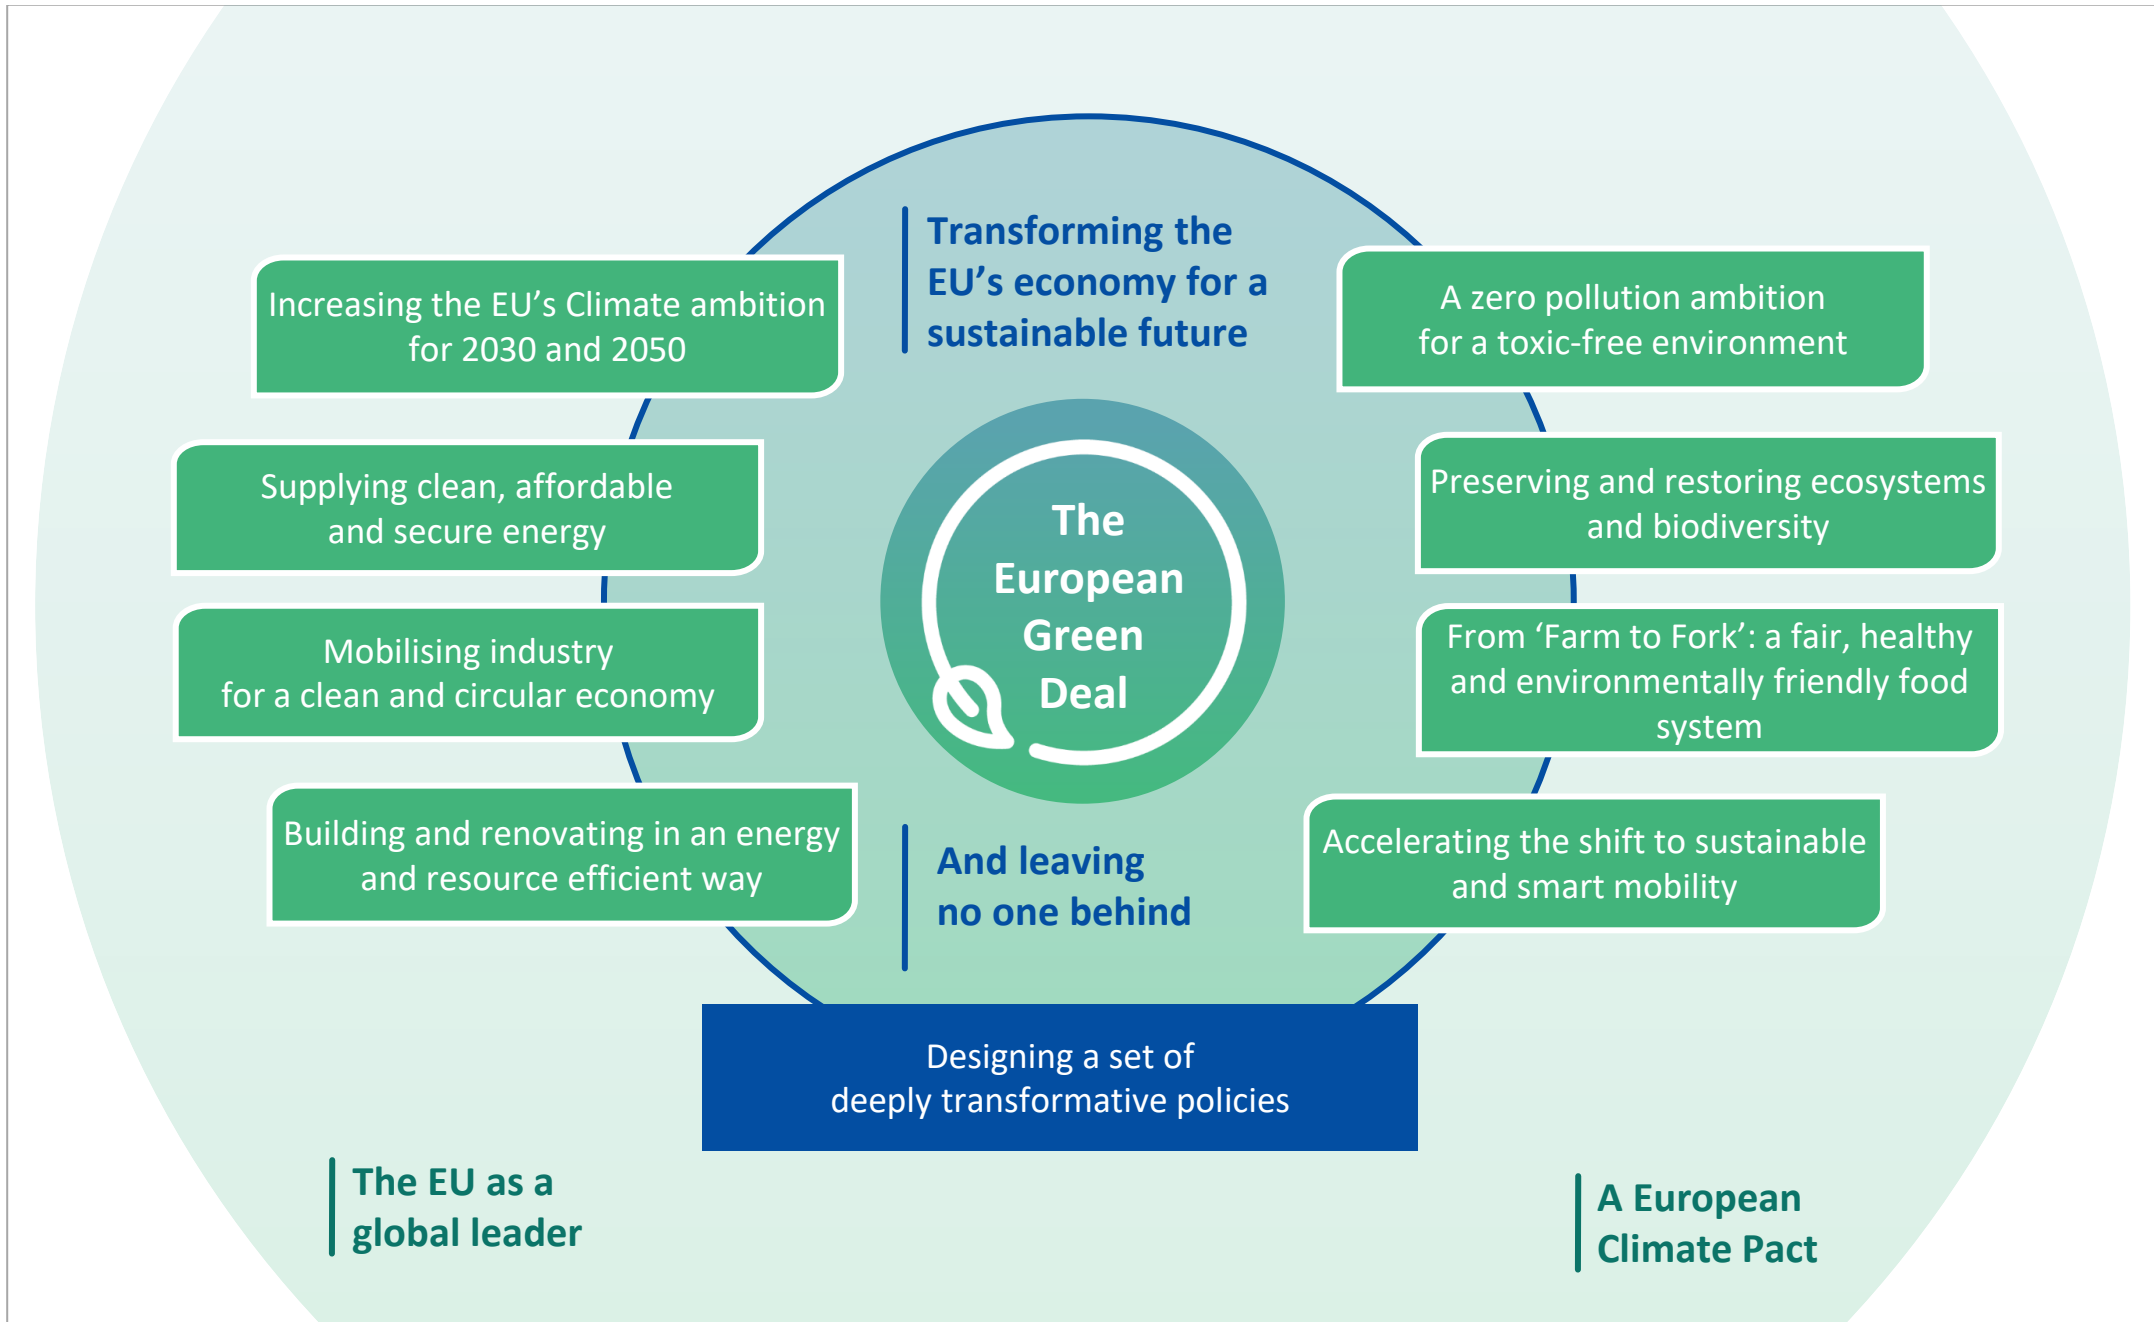 Transforming the
EU’s economy for a
sustainable future
Increasing the EU’s Climate ambition
for 2030 and 2050
Supplying clean, affordable
and secure energy
Mobilising industry
for a clean and circular economy
Building and renovating in an energy
and resource efficient way
The
European
Green
Deal
A zero pollution ambition
for a toxic-free environment
Preserving and restoring ecosystems
and biodiversity
From ‘Farm to Fork’: a fair, healthy
and environmentally friendly food
system
Accelerating the shift to sustainable
and smart mobility
And leaving
no one behind
Designing a set of
deeply transformative policies
The EU as a
global leader
A European
Climate Pact